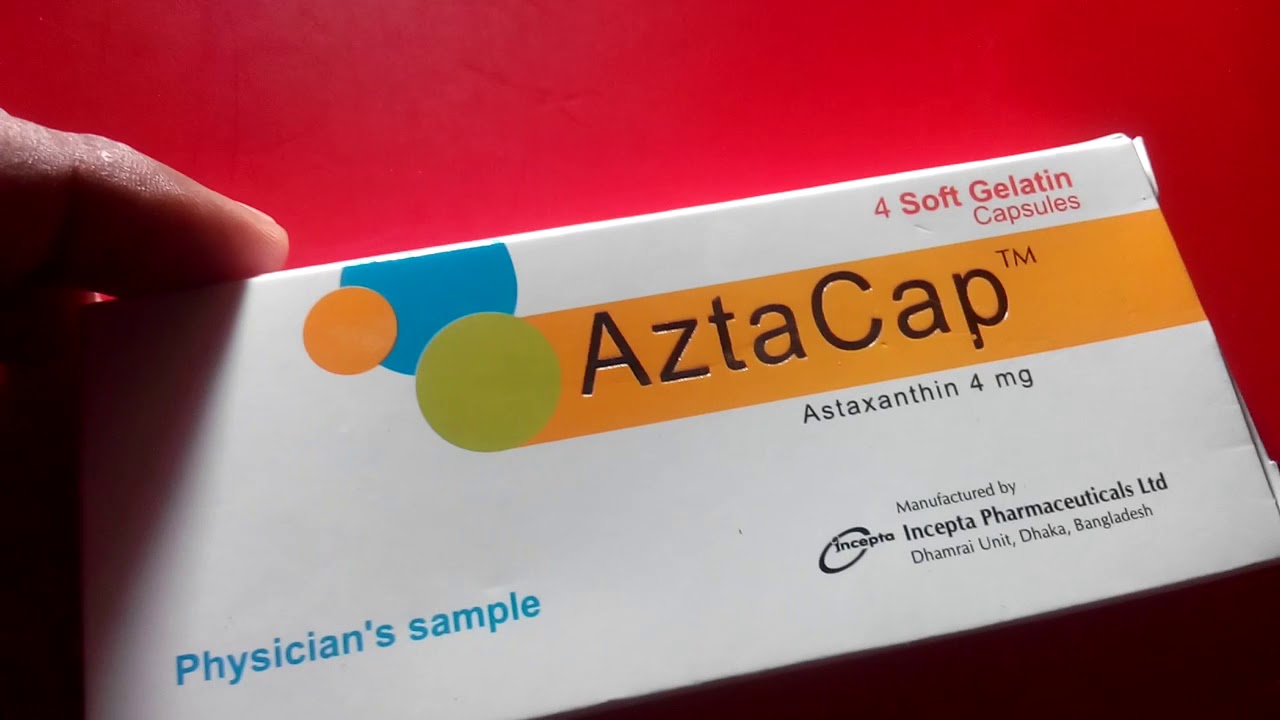 4 Soft Gelatin
Capsules
AztaCap™
Astaxanthin 4 mg
Manufactured by
Incepta Pharmaceuticals Ltd
Dhamrai Unit, Dhaka, Bangladesh
incepta
Physician's sample